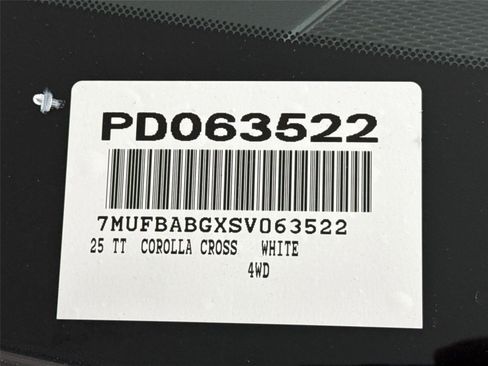 PD063522
7MUFBABGXSV063522
25 TT COROLLA CROSS WHITE
4WD